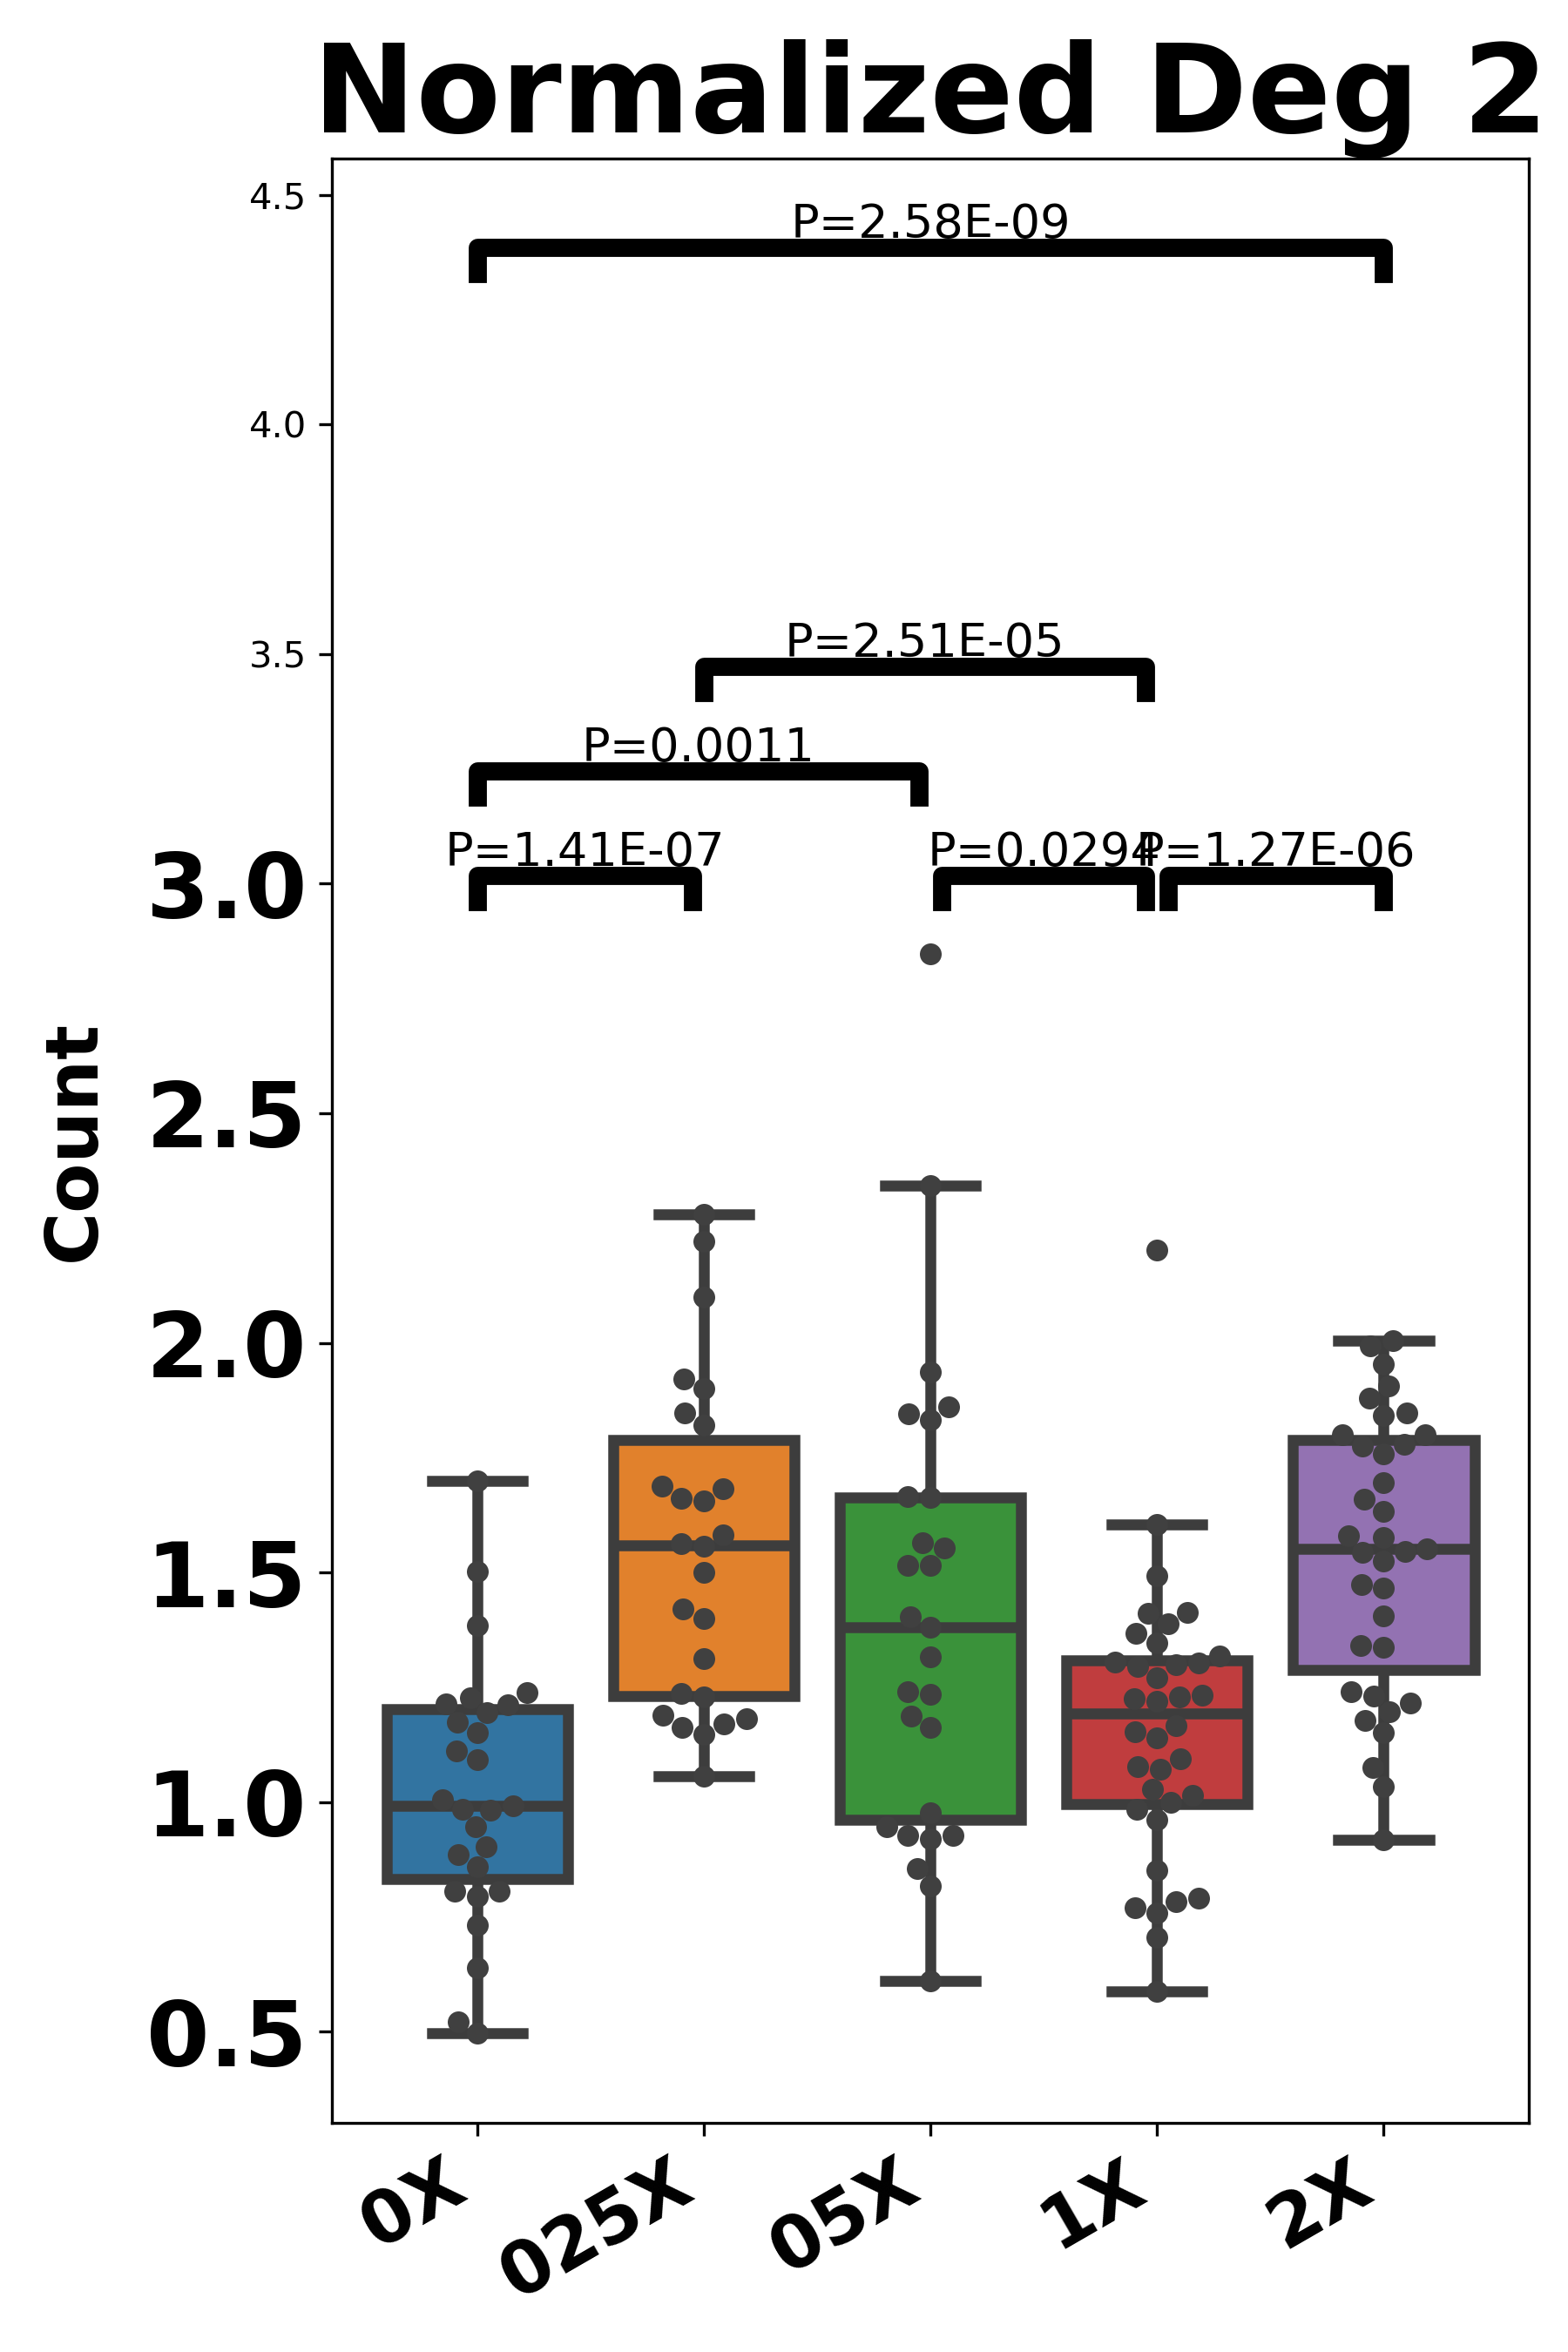 Normalized Deg 2
4.5
P=2.58E-09
4.0
P=2.51E-05
3.5
P=0.0011
P=1.41E-07
P=0.0294
P=1.27E-06
3.0
Count
2.5
2.0
1.5
1.0
0.5
0X
025X
05X
1X
2X